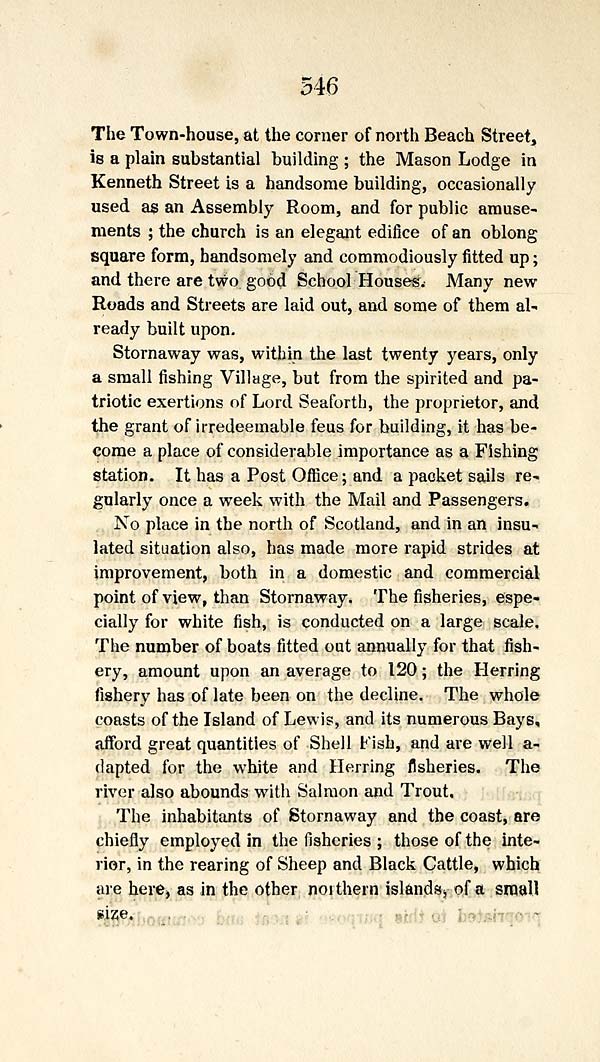 546
The Town-house, at the corner of north Beach Street,
is a plain substantial building ; the Mason Lodge in
Kenneth Street is a handsome building, occasionally
used as an Assembly Room, and for public amuse-
ments ; the church is an elegant edifice of an oblong
square form, handsomely and commodiously fitted up ;
and there are two good School Houses. Many new
Roads and Streets are laid out, and some of them al-
ready built upon.
Stornaway was, within the last twenty years, only
a small fishing Village, but from the spirited and pa-
triotic exertions of Lord Seaforth, the proprietor, and
the grant of irredeemable feus for building, it has be-
come a place of considerable importance as a Fishing
station. It has a Post Office ; and a packet sails re-
gularly once a week with the Mail and Passengers.
No place in the north of Scotland, and in an insu-
lated situation also, has made more rapid strides at
improvement, both in a domestic and commercial
point of view, than Stornaway. The fisheries, espe-
cially for white fish, is conducted on a large scale.
The number of boats fitted out annually for that fish-
ery, amount upon an average to 120 ; the Herring
fishery has of late been on the decline. The whole
coasts of the Island of Lewis, and its numerous Bays,
afford great quantities of Shell Fish, and are well a-
dapted for the white and Herring fisheries. The
river also abounds with Salmon and Trout.
The inhabitants of Stornaway and the coast, are
chiefly employed in the fisheries ; those of the inte-
rior, in the rearing of Sheep and Black Cattle, which
are here, as in the other northern islands, of a small
size.